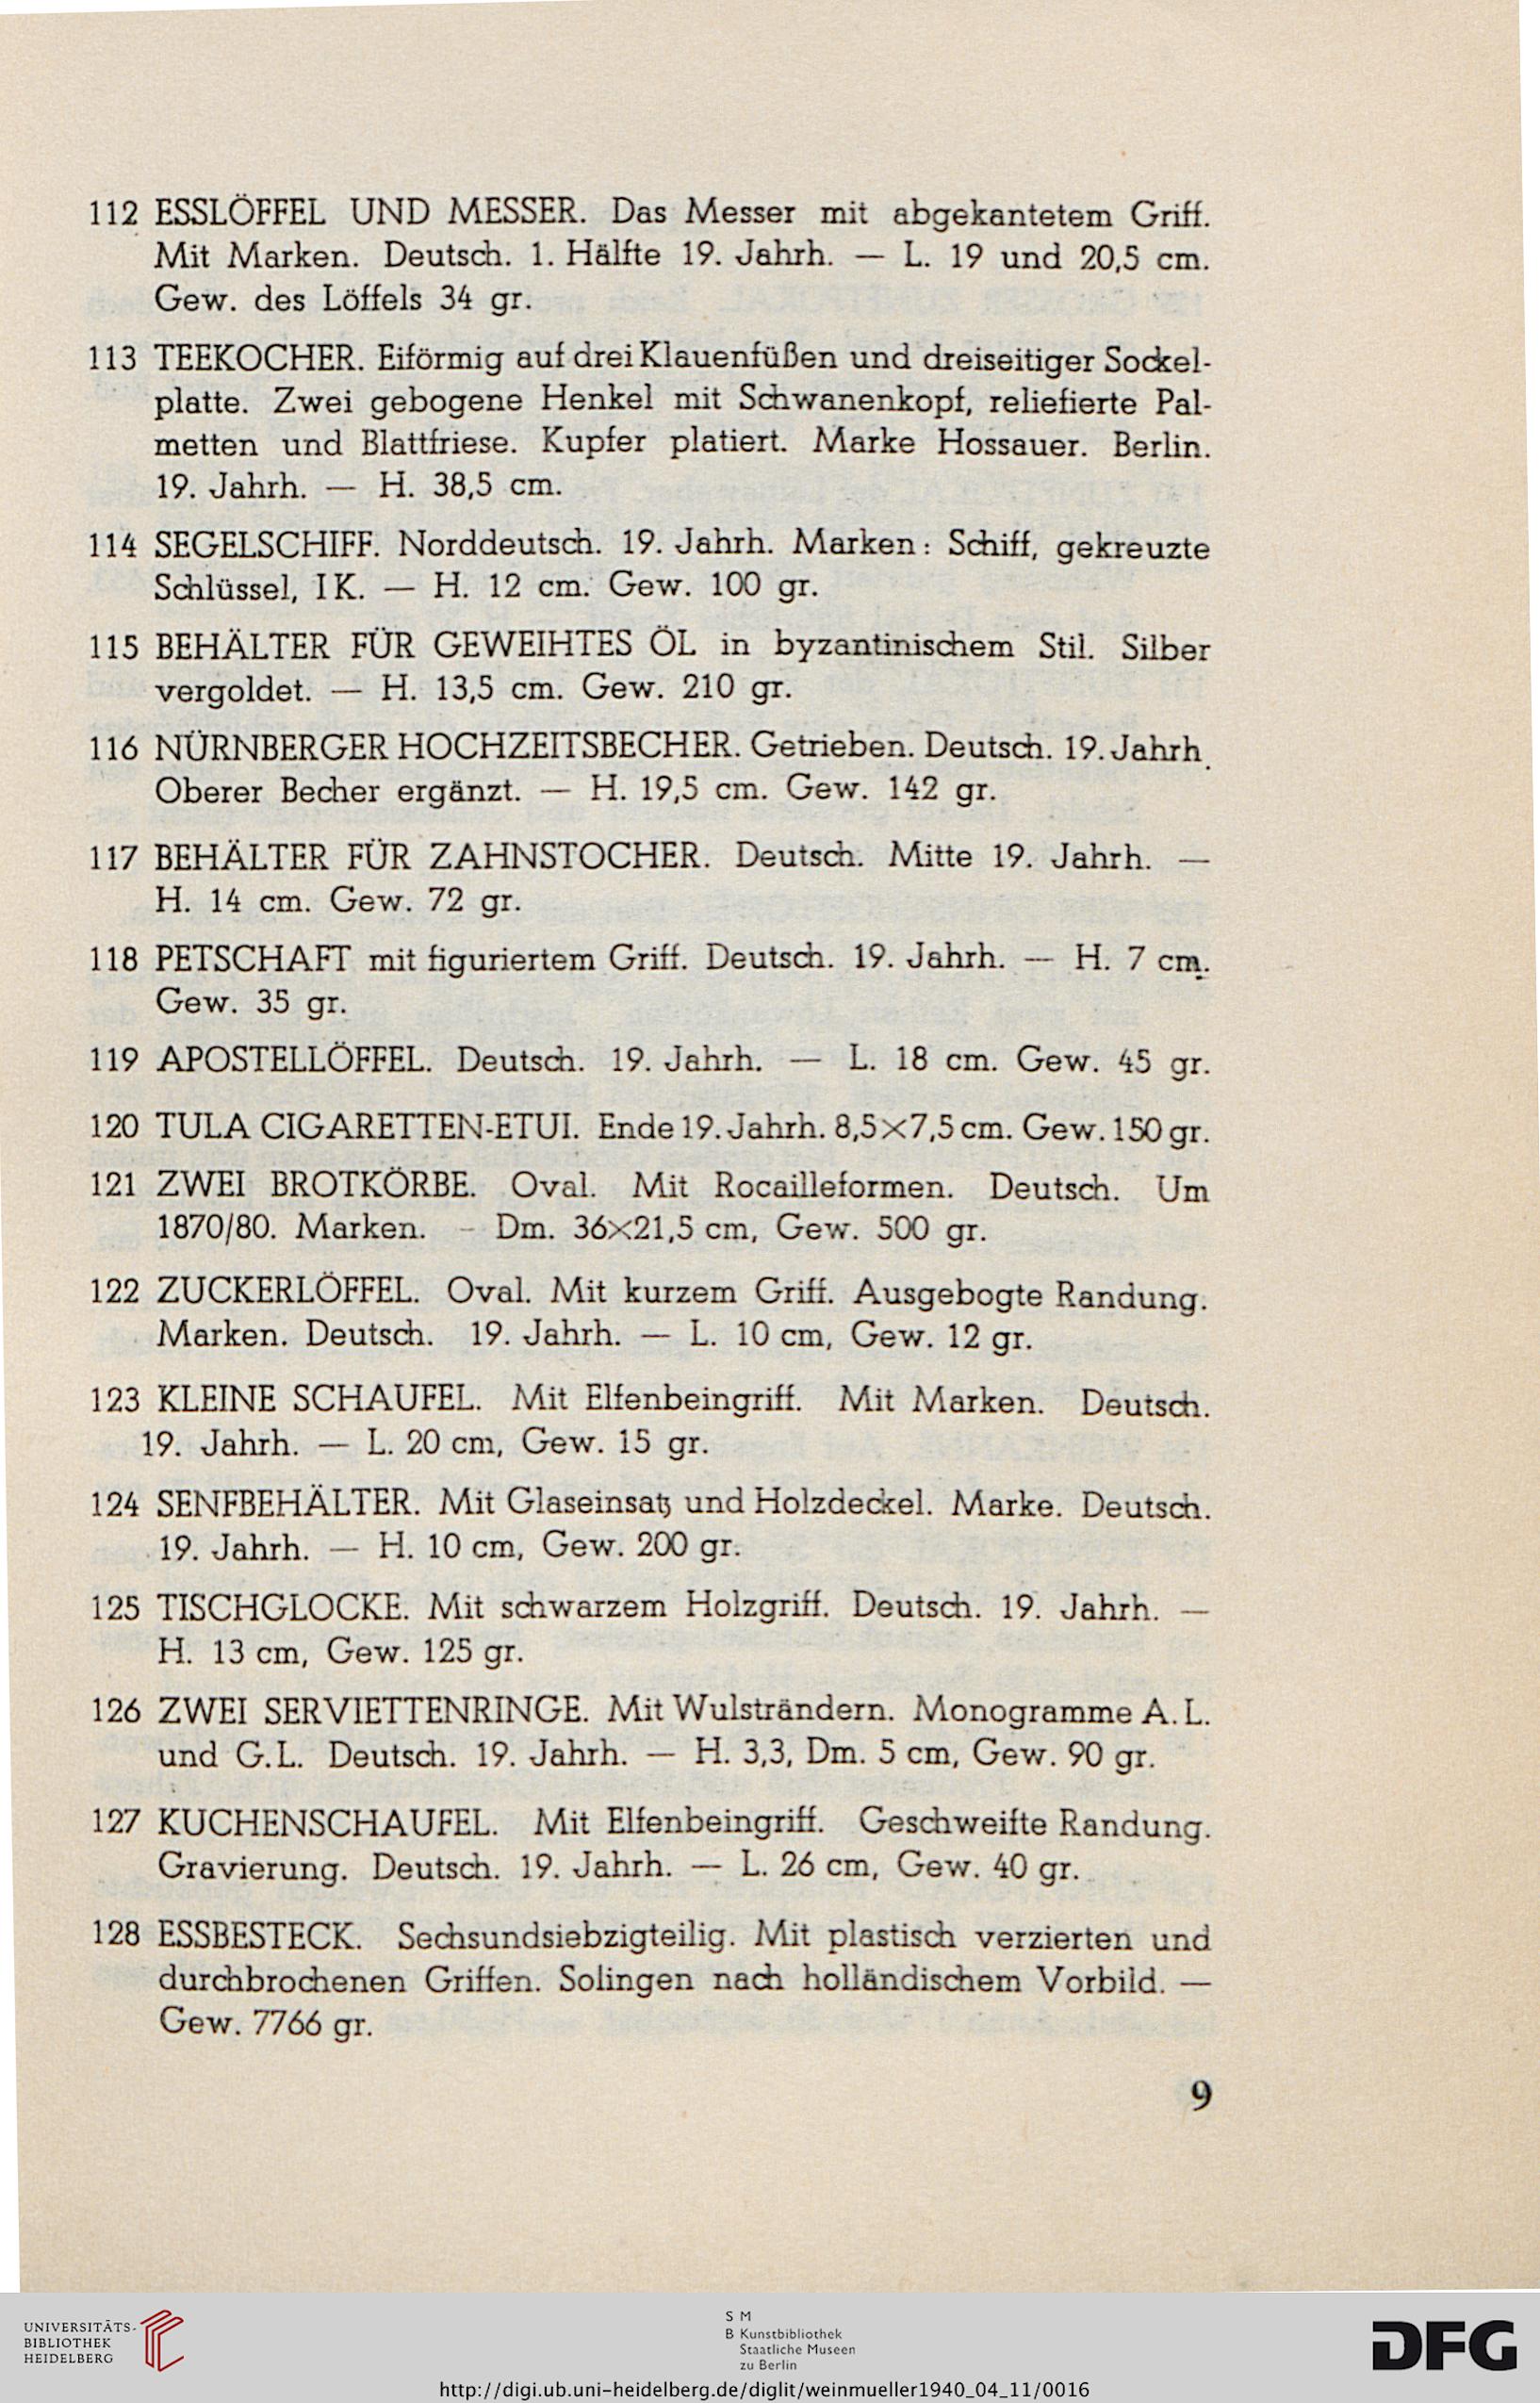 112 ESSLÖFFEL UND MESSER. Das Messer mit abgekantetem Griff.
Mit Marken. Deutsch. 1. Hälfte 19. Jahrh. — L. 19 und 20,5 cm.
Gew. des Löffels 34 gr.
113 TEEKOCHER. Eiförmig auf drei Klauenfüßen und dreiseitiger Sockel-
platte. Zwei gebogene Henkel mit Schwanenkopf, reliefierte Pal-
metten und Blattfriese. Kupfer platiert. Marke Hossauer. Berlin.
19. Jahrh. — H. 38,5 cm.
114 SEGELSCHIFF. Norddeutsch. 19. Jahrh. Marken: Schiff, gekreuzte
Schlüssel, IK. — H. 12 cm. Gew. 100 gr.
115 BEHÄLTER FÜR GEWEIHTES ÖL in byzantinischem Stil. Silber
vergoldet. — H. 13,5 cm. Gew. 210 gr.
116 NÜRNBERGER HOCHZEITSBECHER. Getrieben. Deutsch. 19. Jahrh.
Oberer Becher ergänzt. — H. 19,5 cm. Gew. 142 gr.
117 BEHÄLTER FÜR ZAHNSTOCHER. Deutsch. Mitte 19. Jahrh. —
H. 14 cm. Gew. 72 gr.
118 PETSCHAFT mit figuriertem Griff. Deutsch. 19. Jahrh. — H. 7 cm.
Gew. 35 gr.
119 APOSTELLÖFFEL. Deutsch. 19. Jahrh. — L. 18 cm. Gew. 45 gr.
120 TULA CIGARETTEN-ETUI. Ende 19. Jahrh. 8,5×7,5 cm. Gew. 150 gr.
121 ZWEI BROTKÖRBE. Oval. Mit Rocailleformen. Deutsch. Um
1870/80. Marken. – Dm. 36×21,5 cm, Gew. 500 gr.
122 ZUCKERLÖFFEL. Oval. Mit kurzem Griff. Ausgebogte Randung.
Marken. Deutsch. 19. Jahrh. — L. 10 cm, Gew. 12 gr.
123 KLEINE SCHAUFEL. Mit Elfenbeingriff. Mit Marken. Deutsch.
19. Jahrh. — L. 20 cm, Gew. 15 gr.
124 SENFBEHÄLTER. Mit Glaseinsatz und Holzdeckel. Marke. Deutsch.
19. Jahrh. — H. 10 cm, Gew. 200 gr.
125 TISCHGLOCKE. Mit schwarzem Holzgriff. Deutsch. 19. Jahrh. —
H. 13 cm, Gew. 125 gr.
126 ZWEI SERVIETTENRINGE. Mit Wulsträndern. Monogramme A. L.
und G. L. Deutsch. 19. Jahrh. — H. 3,3, Dm. 5 cm, Gew. 90 gr.
127 KUCHENSCHAUFEL. Mit Elfenbeingriff. Geschweifte Randung.
Gravierung. Deutsch. 19. Jahrh. — L. 26 cm, Gew. 40 gr.
128 ESSBESTECK. Sechsundsiebzigteilig. Mit plastisch verzierten und
durchbrochenen Griffen. Solingen nach holländischem Vorbild. —
Gew. 7766 gr.
9
UNIVERSITÄTS-
BIBLIOTHEK
HEIDELBERG
S M
B Kunstbibliothek
Staatliche Museen
zu Berlin
DFG
http://digi.ub.uni-heidelberg.de/diglit/weinmueller1940_04_11/0016